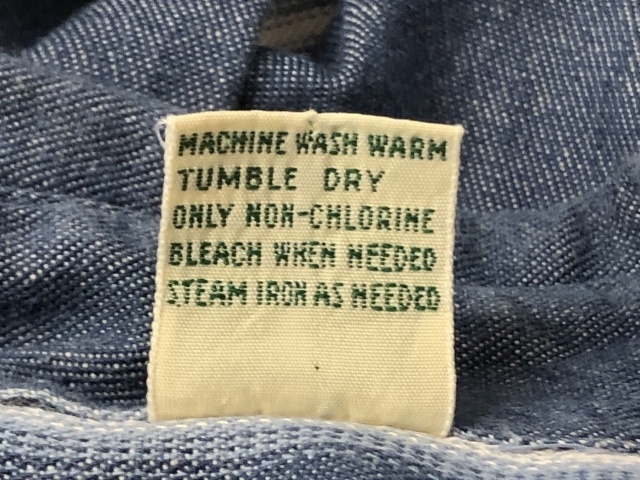 MACHINE WASH WARM
TUMBLE DRY
ONLY NON-CHLORINE
BLEACH WHEN NEEDED
STEAM IRON AS NEEDED